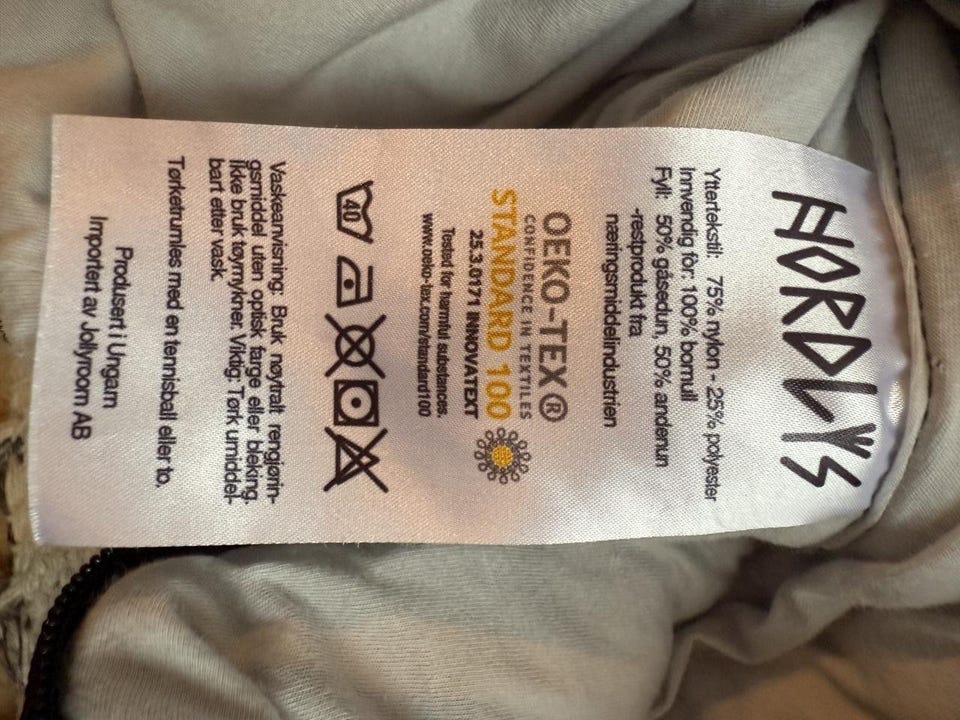 HORDLYS
Yttertekstil: 75% nylon - 25% polyester
Innvendig fôr: 100% bomull
Fyll: 50% gåsedun, 50% andenun
-restprodukt fra
næringsmiddelindustrien
OEKO-TEX®
CONFIDENCE IN TEXTILES
STANDARD 100
25.3.0171 INNOVATEXT
Tested for harmful substances.
www.oeko-tex.com/standard100
40
Vaskeanvisning: Bruk nøytralt rengjørin-
gsmiddel uten optisk farge eller bleking.
Ikke bruk tøymykner. Viktig: Tørk umiddel-
bart etter vask.
Tørketrumles med en tennisball eller to.
Produsert i Ungarn
Importert av Jollyroom AB